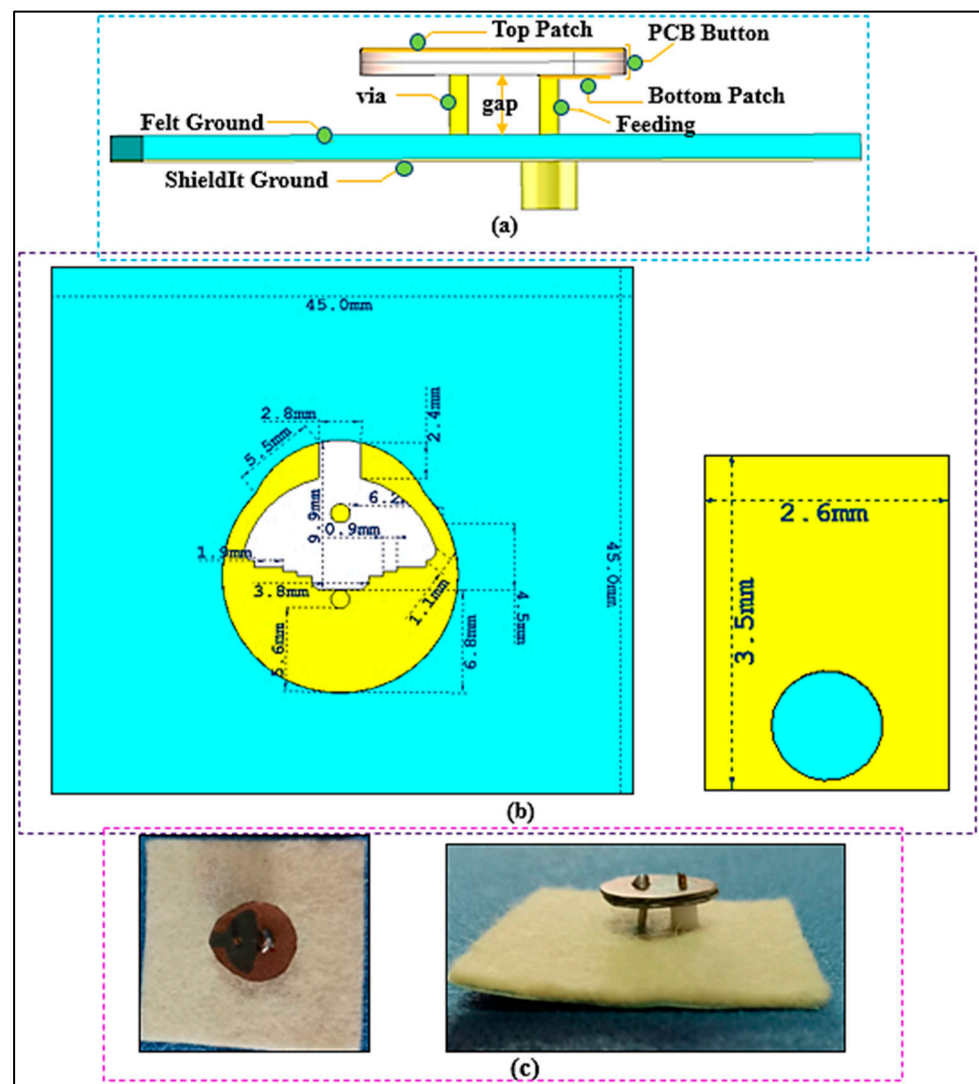 Top Patch
PCB Button
via
gap
Bottom Patch
Felt Ground
Feeding
ShieldIt Ground
(a)
45.0mm
2.8mm
2.4mm
5.5mm
6.2
9.9mm
0.9mm
1.9mm
3.8mm
1.1mm
4.5mm
45.0mm
5.6mm
6.8mm
2.6mm
3.5mm
(b)
(c)